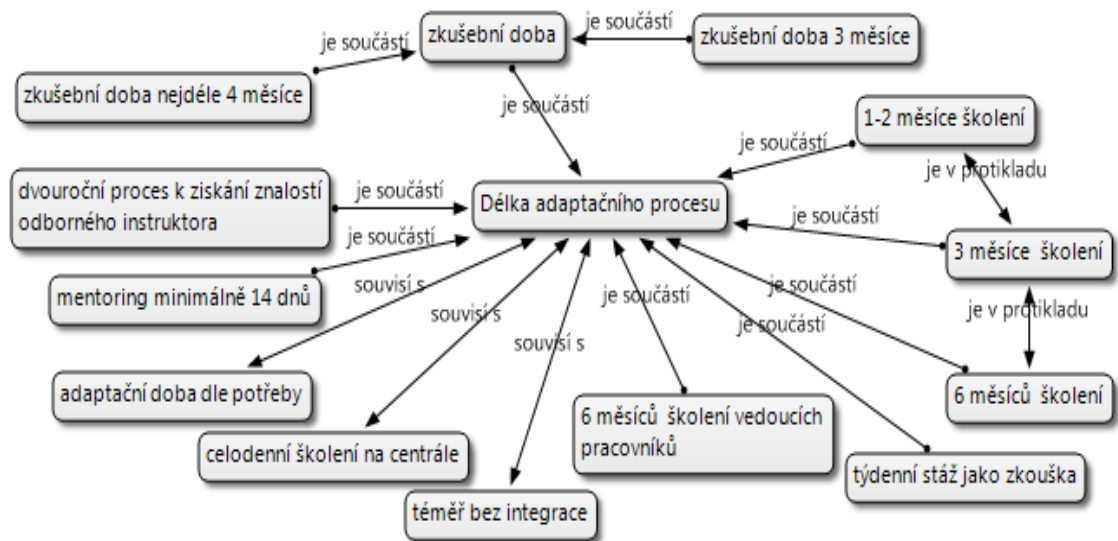 je součástí
zkušební doba
je součástí
zkušební doba 3 měsíce
zkušební doba nejdéle 4 měsíce
je součástí
1-2 měsíce školení
je součástí
je v protikladu
dvouroční proces k získání znalostí
odborného instruktora
je součástí
Délka adaptačního procesu
je součástí
3 měsíce školení
je součástí
mentoring minimálně 14 dnů
souvisí s
souvisí s
souvisí s
je součástí
je součástí
je součástí
je v protikladu
adaptační doba dle potřeby
6 měsíců školení
celodenní školení na centrále
6 měsíců školení vedoucích
pracovníků
týdenní stáž jako zkouška
téměř bez integrace